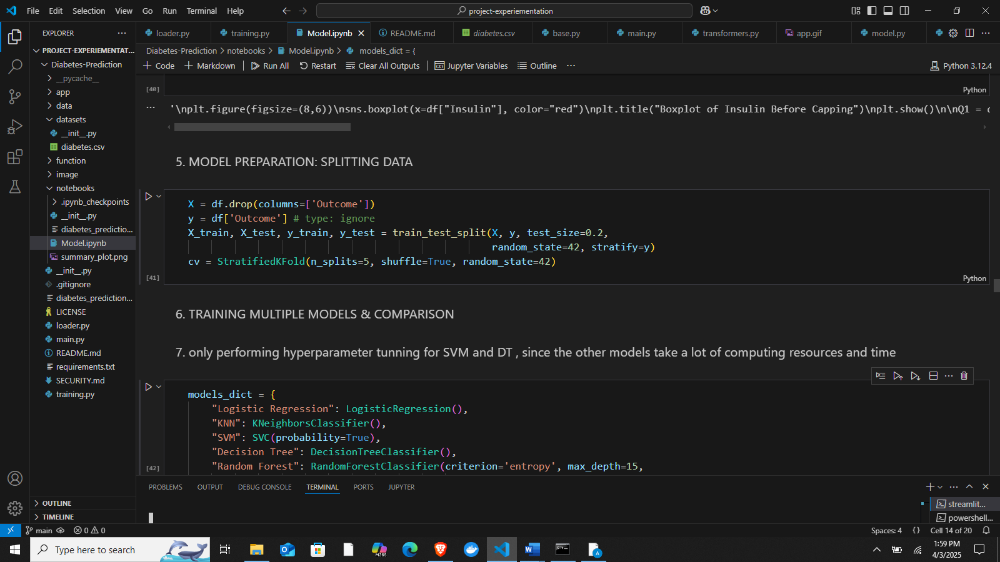 File Edit Selection View Go Run Terminal Help
project-experiementation
EXPLORER
PROJECT-EXPERIEMENTAT...
Diabetes-Prediction
__pycache__
app
data
datasets
__init__.py
diabetes.csv
function
image
notebooks
.ipynb_checkpoints
__init__.py
diabetes_predictio...
Model.ipynb
summary_plot.png
__init__.py
.gitignore
diabetes_prediction...
LICENSE
loader.py
main.py
README.md
requirements.txt
SECURITY.md
training.py
OUTLINE
TIMELINE
loader.py training.py Model.ipynb README.md diabetes.csv base.py main.py transformers.py app.gif model.py
Diabetes-Prediction > notebooks > Model.ipynb > models_dict = {
Code Markdown Run All Restart Clear All Outputs Jupyter Variables Outline ... Python 3.12.4
[40] Python
'\nplt.figure(figsize=(8,6))\nsns.boxplot(x=df["Insulin"], color="red")\nplt.title("Boxplot of Insulin Before Capping")\nplt.show()\n\nQ1 =
5. MODEL PREPARATION: SPLITTING DATA
X = df.drop(columns=['Outcome'])
y = df['Outcome'] # type: ignore
X_train, X_test, y_train, y_test = train_test_split(X, y, test_size=0.2,
random_state=42, stratify=y)
cv = StratifiedKFold(n_splits=5, shuffle=True, random_state=42)
[41] Python
6. TRAINING MULTIPLE MODELS & COMPARISON
7. only performing hyperparameter tunning for SVM and DT , since the other models take a lot of computing resources and time
models_dict = {
"Logistic Regression": LogisticRegression(),
"KNN": KNeighborsClassifier(),
"SVM": SVC(probability=True),
"Decision Tree": DecisionTreeClassifier(),
"Random Forest": RandomForestClassifier(criterion='entropy', max_depth=15,
[42]
PROBLEMS OUTPUT DEBUG CONSOLE TERMINAL PORTS JUPYTER
streamlit...
powershell...
main 0 0 Spaces: 4 {} Cell 14 of 20
Type here to search
M365
1:59 PM
4/3/2025